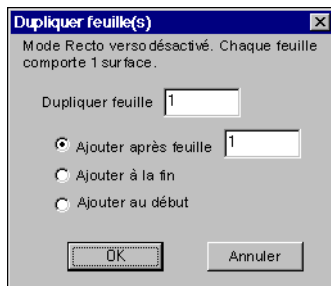 Dupliquer feuille(s)
Mode Recto verso désactivé. Chaque feuille
comporte 1 surface.
Dupliquer feuille 1
Ajouter après feuille 1
Ajouter à la fin
Ajouter au début
OK Annuler